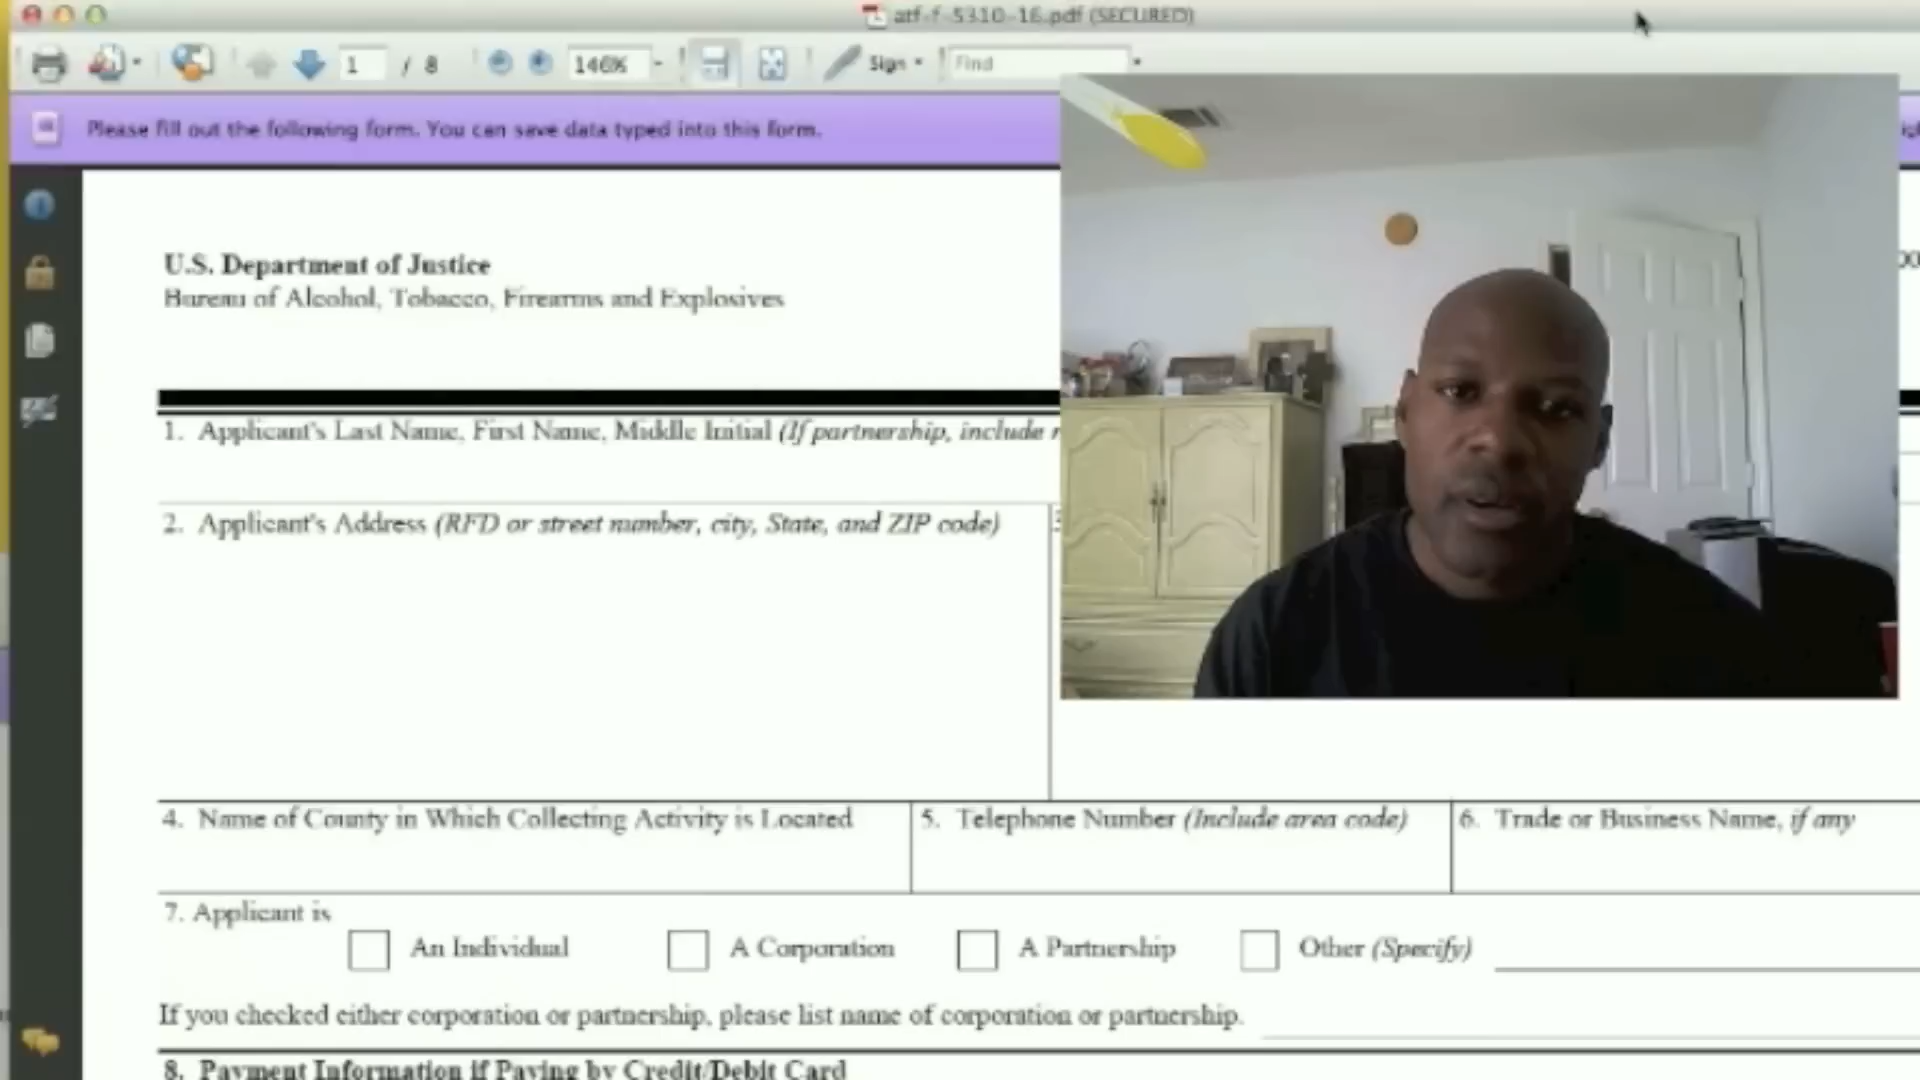 atf-f-5310-16.pdf (SECURED)
1 / 8
146%
Sign
Find
Please fill out the following form. You can save data typed into this form.
U.S. Department of Justice
Bureau of Alcohol, Tobacco, Firearms and Explosives
1. Applicant's Last Name, First Name, Middle Initial (If partnership, include
2. Applicant's Address (RFD or street number, city, State, and ZIP code)
4. Name of County in Which Collecting Activity is Located
5. Telephone Number (Include area code)
6. Trade or Business Name, if any
7. Applicant is
An Individual
A Corporation
A Partnership
Other (Specify)
If you checked either corporation or partnership, please list name of corporation or partnership.
8. Payment Information if Paying by Credit/Debit Card